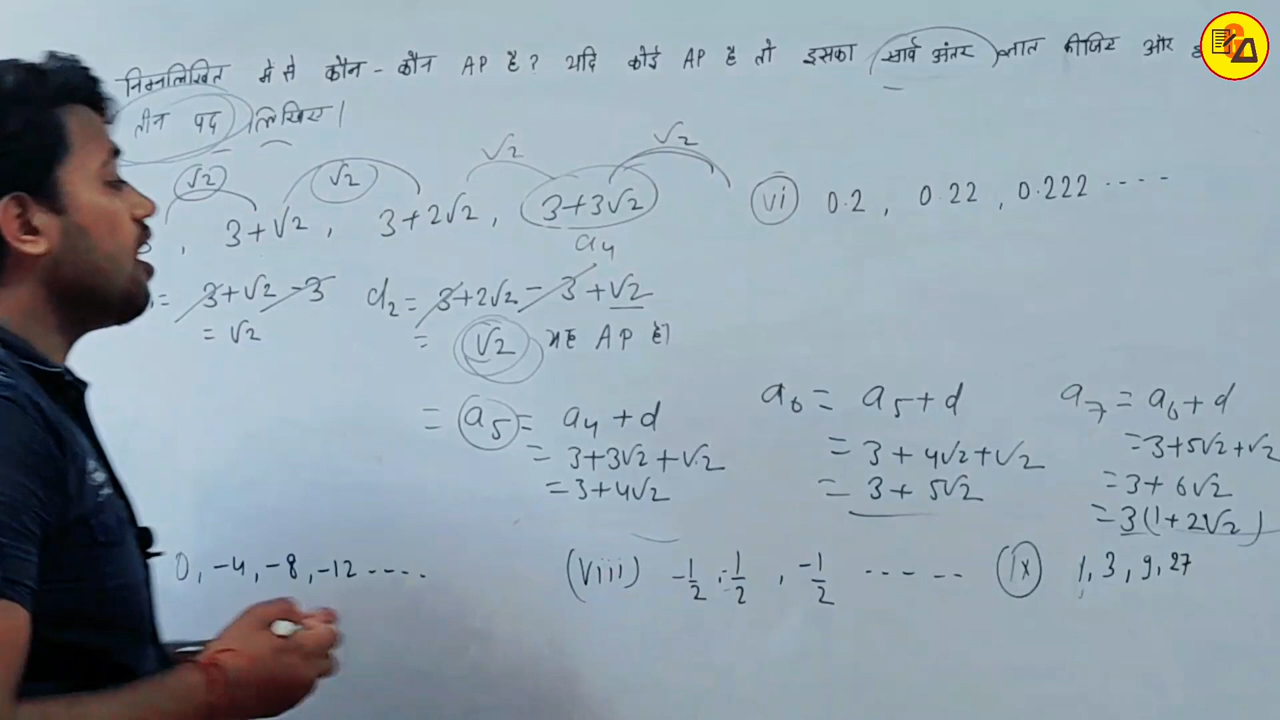 निम्नलिखित में से कौन - कौन AP है? यदि कोई AP है तो इसका सार्व अंतर ज्ञात कीजिए और
तीन पद लिखिए।
√2 √2 √2 √2
, 3+√2, 3+2√2, 3+3√2
a4
= 3+√2-3
= √2
d2 = 3+2√2 - 3+√2
= √2 यह AP है।
= a5 = a4+d
= 3+3√2+√2
= 3+4√2
a6 = a5+d
= 3+4√2+√2
= 3+5√2
a7 = a6+d
= 3+5√2+√2
= 3+6√2
= 3(1+2√2)
(vi) 0.2, 0.22, 0.222 ....
0, -4, -8, -12 ....
(viii) -1/2, -1/2, -1/2 ......
(ix) 1, 3, 9, 27